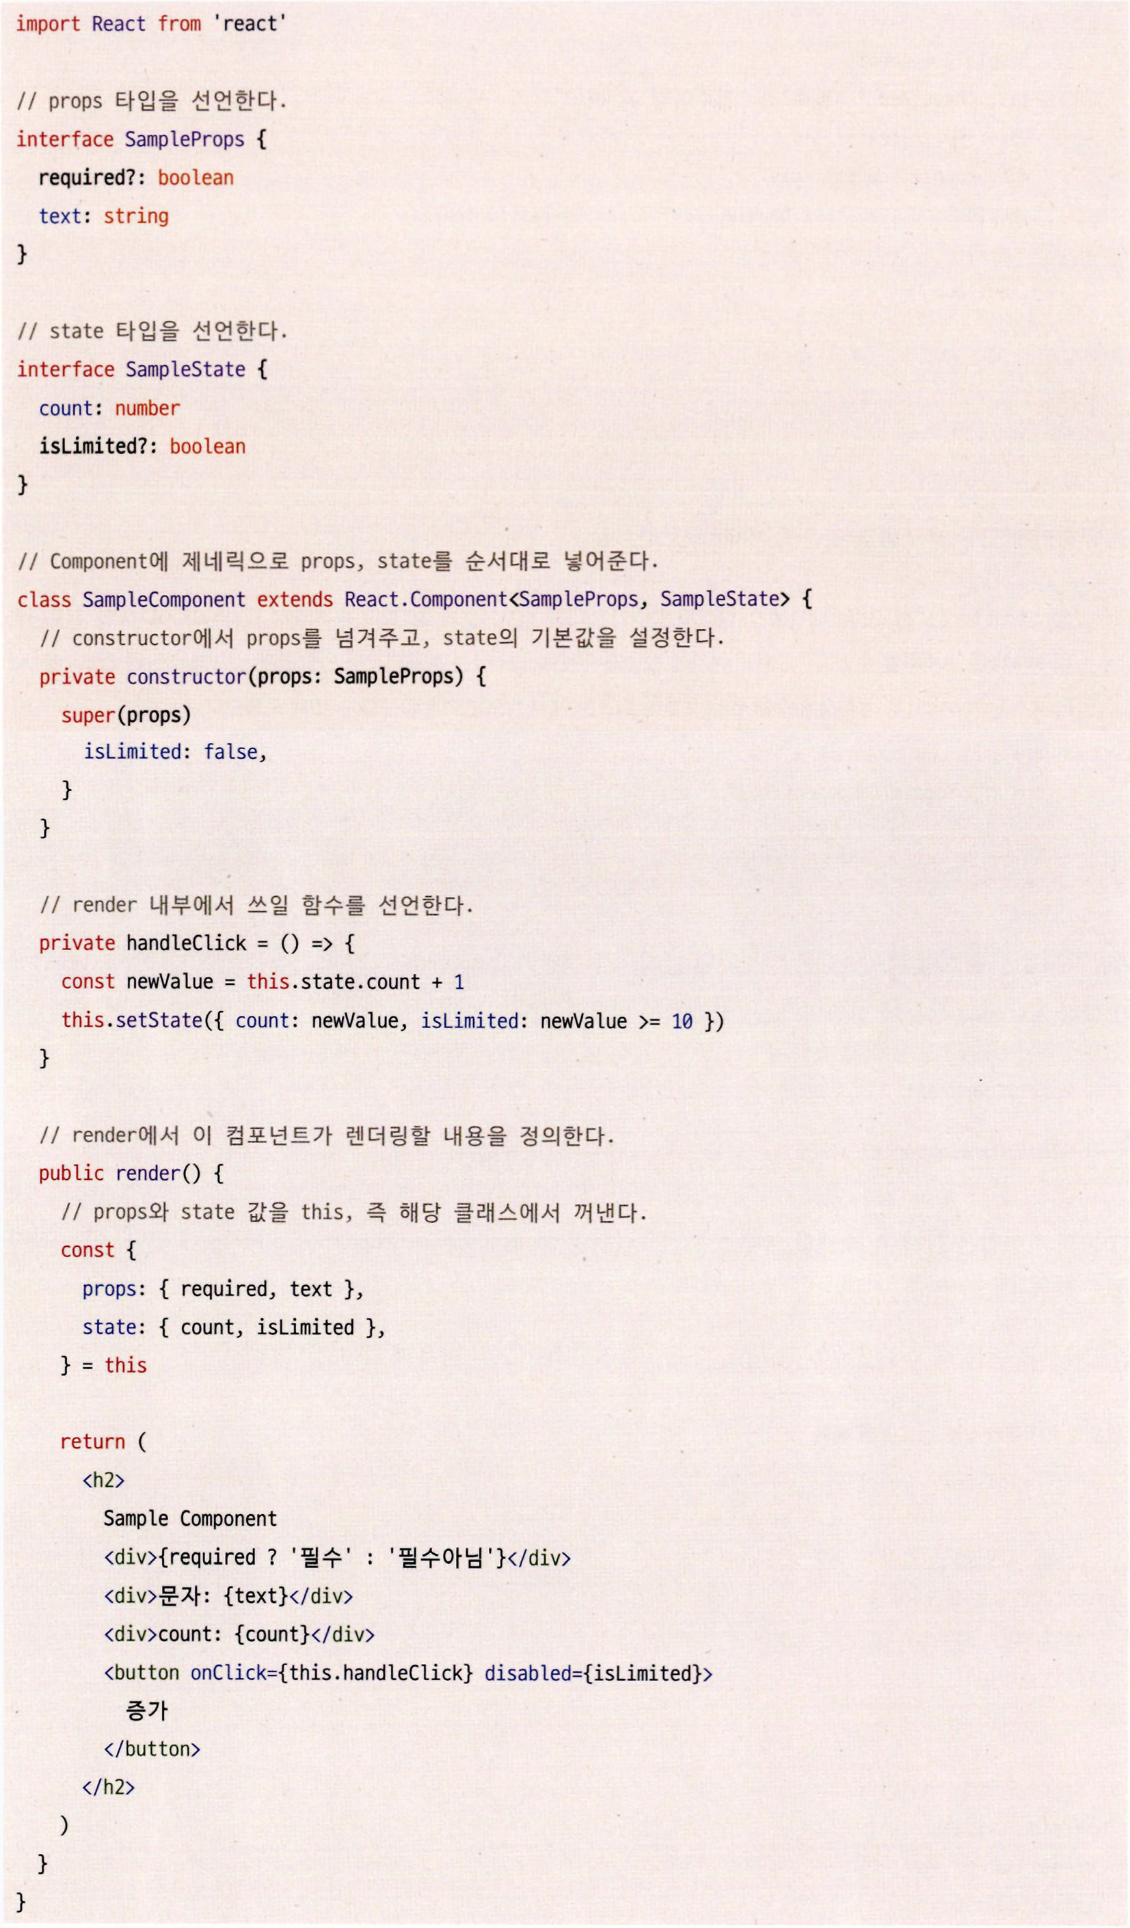 import React from 'react'

// props 타입을 선언한다.
interface SampleProps {
  required?: boolean
  text: string
}

// state 타입을 선언한다.
interface SampleState {
  count: number
  isLimited?: boolean
}

// Component에 제네릭으로 props, state를 순서대로 넣어준다.
class SampleComponent extends React.Component<SampleProps, SampleState> {
  // constructor에서 props를 넘겨주고, state의 기본값을 설정한다.
  private constructor(props: SampleProps) {
    super(props)
      isLimited: false,
    }
  }

  // render 내부에서 쓰일 함수를 선언한다.
  private handleClick = () => {
    const newValue = this.state.count + 1
    this.setState({ count: newValue, isLimited: newValue >= 10 })
  }

  // render에서 이 컴포넌트가 렌더링할 내용을 정의한다.
  public render() {
    // props와 state 값을 this, 즉 해당 클래스에서 꺼낸다.
    const {
      props: { required, text },
      state: { count, isLimited },
    } = this

    return (
      <h2>
        Sample Component
        <div>{required ? '필수' : '필수아님'}</div>
        <div>문자: {text}</div>
        <div>count: {count}</div>
        <button onClick={this.handleClick} disabled={isLimited}>
          증가
        </button>
      </h2>
    )
  }
}